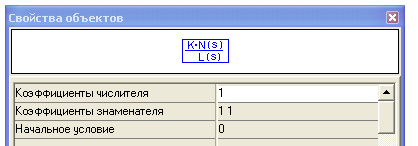 Свойства объектов
K·N(s)
L(s)
Коэффициенты числителя 1
Коэффициенты знаменателя 1 1
Начальное условие 0